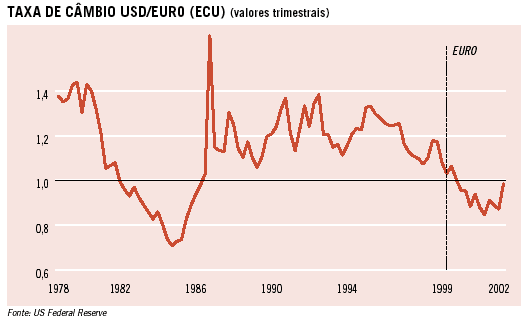 TAXA DE CÂMBIO USD/EURO (ECU) (valores trimestrais)
EURO
1,4
1,2
1,0
0,8
0,6
1978 1982 1986 1990 1994 1999 2002
Fonte: US Federal Reserve